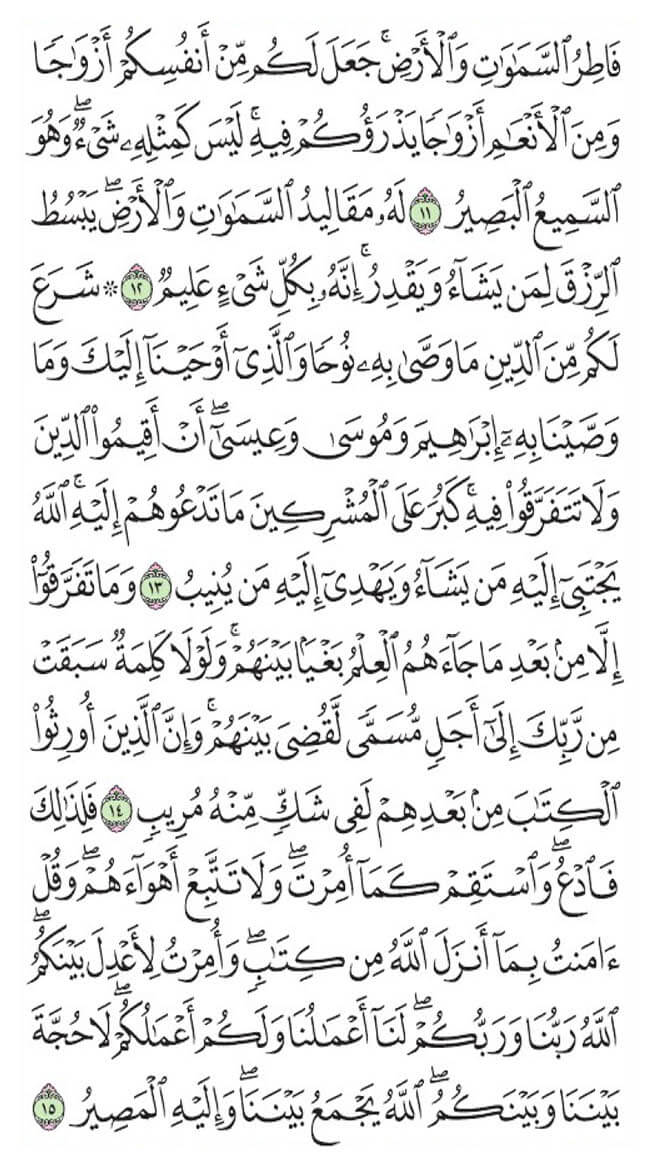 فَاطِرُ ٱلسَّمَٰوَٰتِ وَٱلۡأَرۡضِۚ جَعَلَ لَكُم مِّنۡ أَنفُسِكُمۡ أَزۡوَٰجٗا
وَمِنَ ٱلۡأَنۡعَٰمِ أَزۡوَٰجٗا يَذۡرَؤُكُمۡ فِيهِۚ لَيۡسَ كَمِثۡلِهِۦ شَيۡءٞۖ وَهُوَ
ٱلسَّمِيعُ ٱلۡبَصِيرُ ١١ لَهُۥ مَقَالِيدُ ٱلسَّمَٰوَٰتِ وَٱلۡأَرۡضِۖ يَبۡسُطُ
ٱلرِّزۡقَ لِمَن يَشَآءُ وَيَقۡدِرُۚ إِنَّهُۥ بِكُلِّ شَيۡءٍ عَلِيمٞ ١٢ ۞ شَرَعَ
لَكُم مِّنَ ٱلدِّينِ مَا وَصَّىٰ بِهِۦ نُوحٗا وَٱلَّذِيٓ أَوۡحَيۡنَآ إِلَيۡكَ وَمَا
وَصَّيۡنَا بِهِۦٓ إِبۡرَٰهِيمَ وَمُوسَىٰ وَعِيسَىٰٓۖ أَنۡ أَقِيمُواْ ٱلدِّينَ
وَلَا تَتَفَرَّقُواْ فِيهِۚ كَبُرَ عَلَى ٱلۡمُشۡرِكِينَ مَا تَدۡعُوهُمۡ إِلَيۡهِۚ ٱللَّهُ
يَجۡتَبِيٓ إِلَيۡهِ مَن يَشَآءُ وَيَهۡدِيٓ إِلَيۡهِ مَن يُنِيبُ ١٣ وَمَا تَفَرَّقُوٓاْ
إِلَّا مِنۢ بَعۡدِ مَا جَآءَهُمُ ٱلۡعِلۡمُ بَغۡيَۢا بَيۡنَهُمۡۚ وَلَوۡلَا كَلِمَةٞ سَبَقَتۡ
مِن رَّبِّكَ إِلَىٰٓ أَجَلٖ مُّسَمّٗى لَّقُضِيَ بَيۡنَهُمۡۚ وَإِنَّ ٱلَّذِينَ أُورِثُواْ
ٱلۡكِتَٰبَ مِنۢ بَعۡدِهِمۡ لَفِي شَكّٖ مِّنۡهُ مُرِيبٖ ١٤ فَلِذَٰلِكَ
فَٱدۡعُۖ وَٱسۡتَقِمۡ كَمَآ أُمِرۡتَۖ وَلَا تَتَّبِعۡ أَهۡوَآءَهُمۡۖ وَقُلۡ
ءَامَنتُ بِمَآ أَنزَلَ ٱللَّهُ مِن كِتَٰبٖۖ وَأُمِرۡتُ لِأَعۡدِلَ بَيۡنَكُمُۖ
ٱللَّهُ رَبُّنَا وَرَبُّكُمۡۖ لَنَآ أَعۡمَٰلُنَا وَلَكُمۡ أَعۡمَٰلُكُمۡۖ لَا حُجَّةَ
بَيۡنَنَا وَبَيۡنَكُمُۖ ٱللَّهُ يَجۡمَعُ بَيۡنَنَاۖ وَإِلَيۡهِ ٱلۡمَصِيرُ ١٥